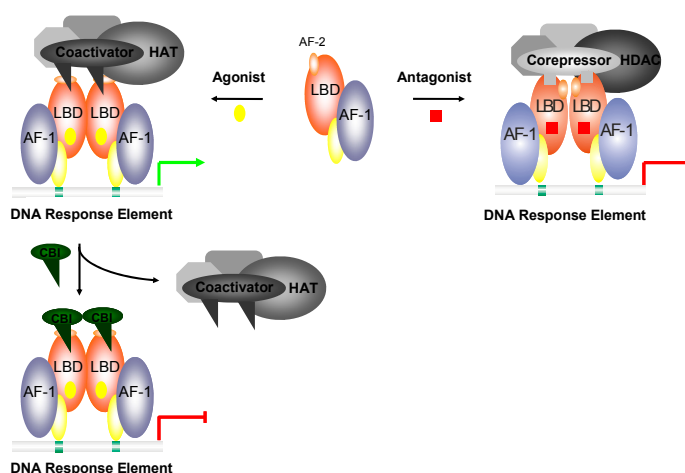 Coactivator HAT
LBD LBD
AF-1 AF-1
DNA Response Element
Agonist
AF-2
LBD
AF-1
Antagonist
Corepressor HDAC
LBD LBD
AF-1 AF-1
DNA Response Element
CBI
Coactivator HAT
CBI CBI
LBD LBD
AF-1 AF-1
DNA Response Element